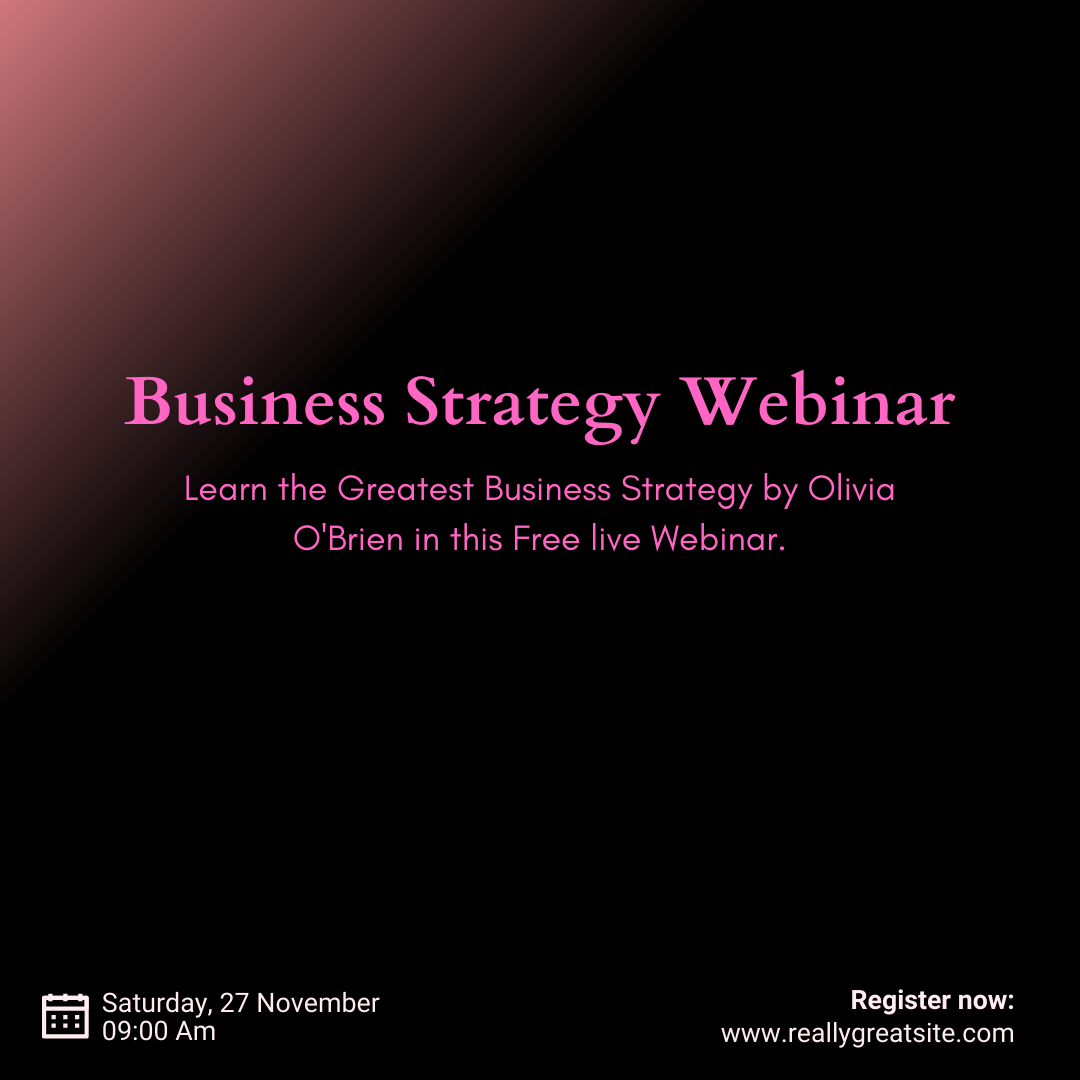 Business Strategy Webinar
Learn the Greatest Business Strategy by Olivia
O'Brien in this Free live Webinar.
Saturday, 27 November
09:00 Am
Register now:
www.reallygreatsite.com